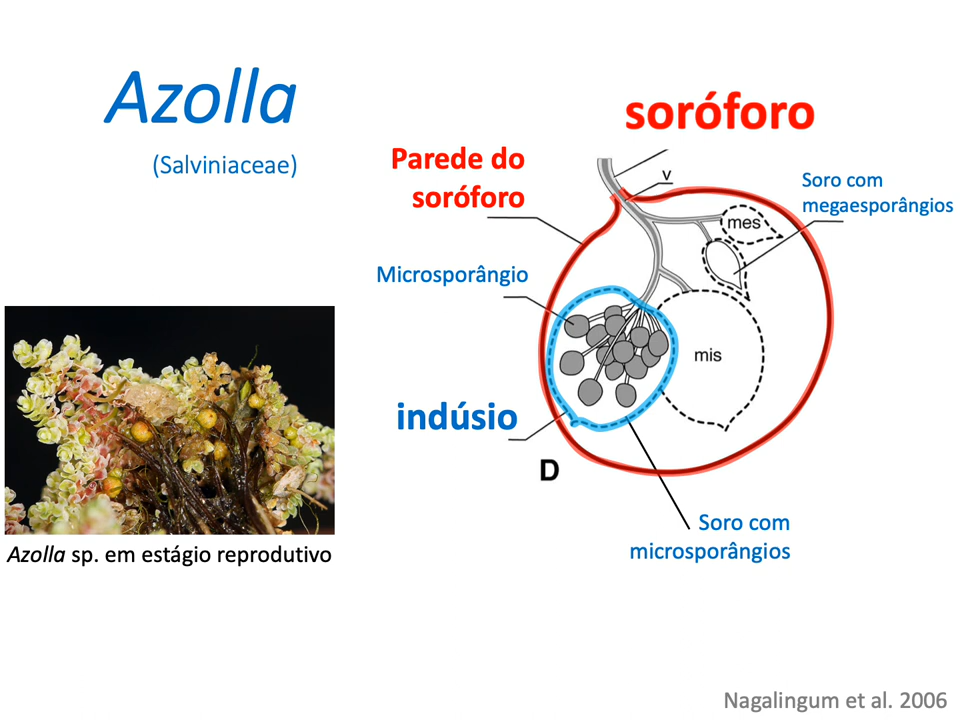 Azolla
(Salviniaceae)
soróforo
Parede do
soróforo
v
Soro com
megaesporângios
mes
Microsporângio
mis
indúsio
D
Soro com
microsporângios
Azolla sp. em estágio reprodutivo
Nagalingum et al. 2006